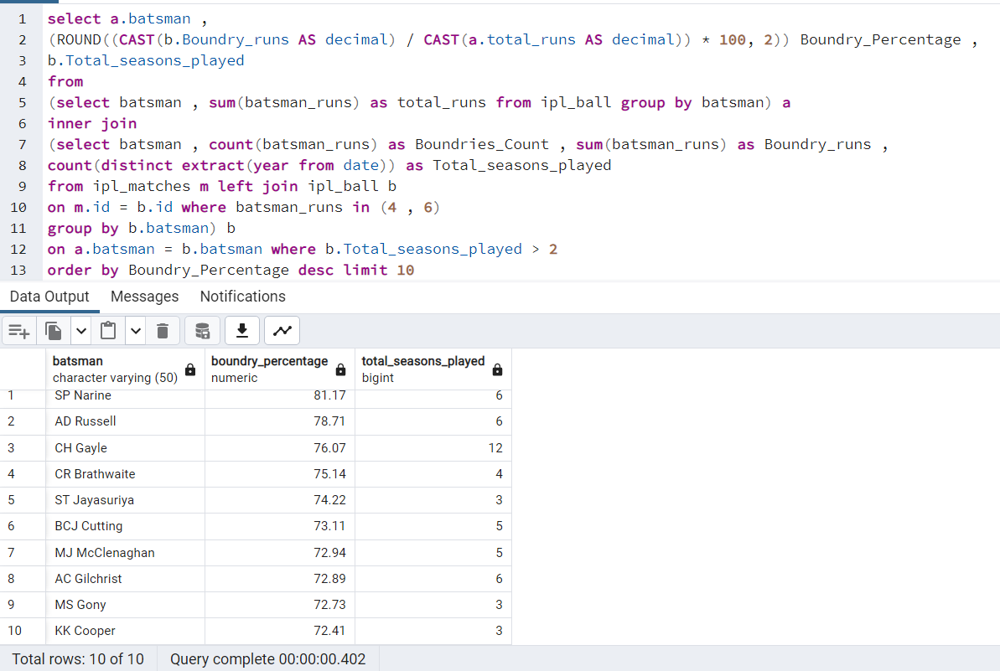 1 select a.batsman ,
2 (ROUND((CAST(b.Boundry_runs AS decimal) / CAST(a.total_runs AS decimal)) * 100, 2)) Boundry_Percentage ,
3 b.Total_seasons_played
4 from
5 (select batsman , sum(batsman_runs) as total_runs from ipl_ball group by batsman) a
6 inner join
7 (select batsman , count(batsman_runs) as Boundries_Count , sum(batsman_runs) as Boundry_runs ,
8 count(distinct extract(year from date)) as Total_seasons_played
9 from ipl_matches m left join ipl_ball b
10 on m.id = b.id where batsman_runs in (4 , 6)
11 group by b.batsman) b
12 on a.batsman = b.batsman where b.Total_seasons_played > 2
13 order by Boundry_Percentage desc limit 10
Data Output Messages Notifications
batsman boundry_percentage total_seasons_played
character varying (50) numeric bigint
1 SP Narine 81.17 6
2 AD Russell 78.71 6
3 CH Gayle 76.07 12
4 CR Brathwaite 75.14 4
5 ST Jayasuriya 74.22 3
6 BCJ Cutting 73.11 5
7 MJ McClenaghan 72.94 5
8 AC Gilchrist 72.89 6
9 MS Gony 72.73 3
10 KK Cooper 72.41 3
Total rows: 10 of 10 Query complete 00:00:00.402